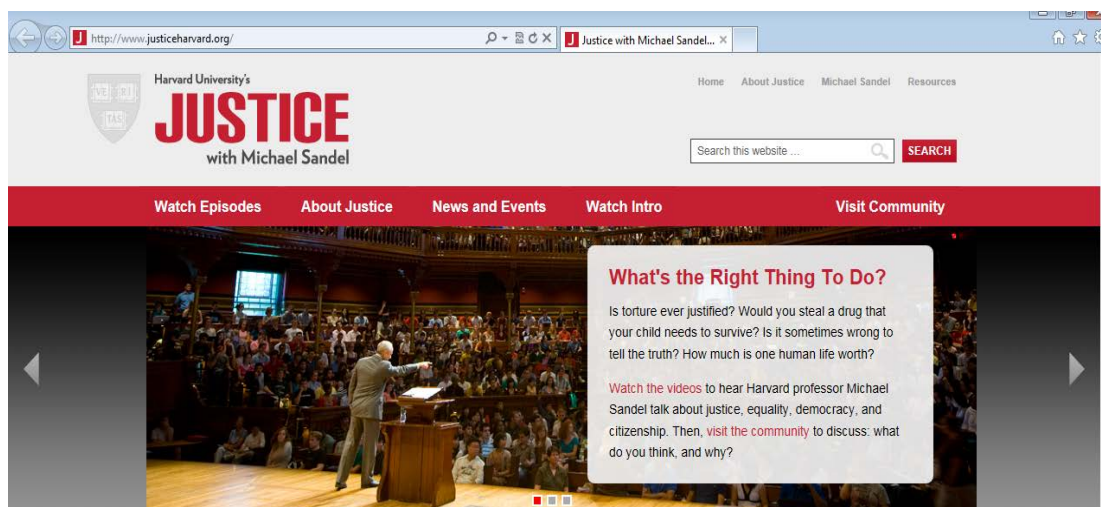 http://www.justiceharvard.org/
Justice with Michael Sandel...
VE RI
TAS
Harvard University's
JUSTICE
with Michael Sandel
Home About Justice Michael Sandel Resources
Search this website ...
SEARCH
Watch Episodes About Justice News and Events Watch Intro Visit Community
What's the Right Thing To Do?
Is torture ever justified? Would you steal a drug that
your child needs to survive? Is it sometimes wrong to
tell the truth? How much is one human life worth?
Watch the videos to hear Harvard professor Michael
Sandel talk about justice, equality, democracy, and
citizenship. Then, visit the community to discuss: what
do you think, and why?